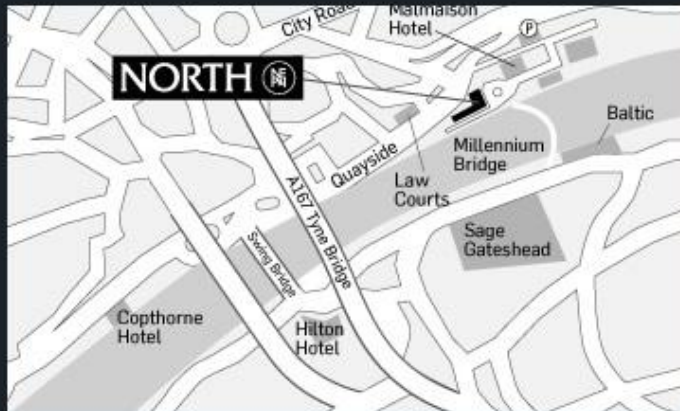 City Road
Malmaison
Hotel
P
NORTH
Baltic
Millennium
Bridge
Quayside
Law
Courts
A167 Tyne Bridge
Sage
Gateshead
Swing Bridge
Copthorne
Hotel
Hilton
Hotel